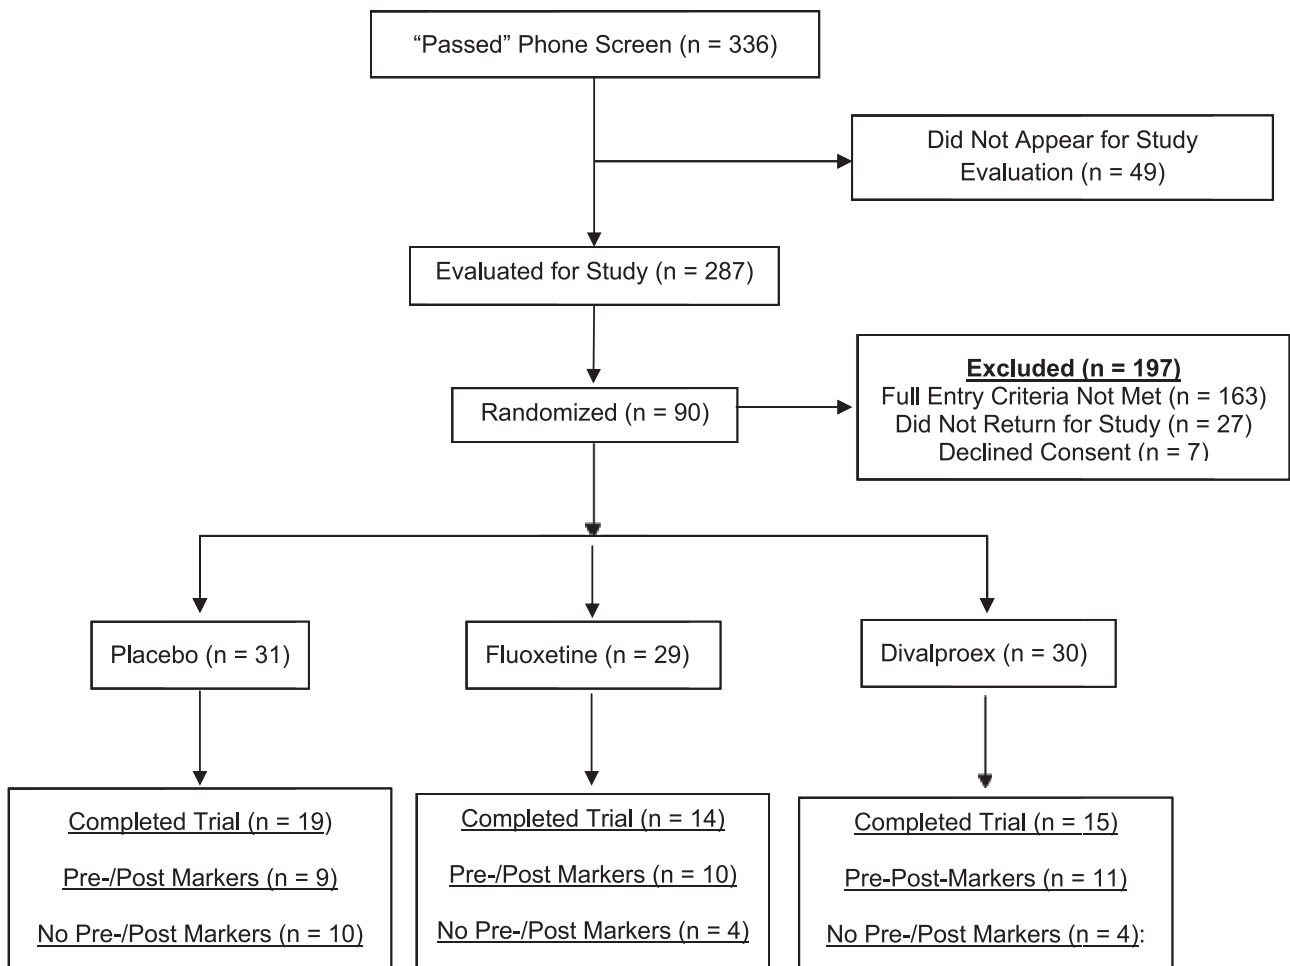 “Passed” Phone Screen (n = 336)
Did Not Appear for Study
Evaluation (n = 49)
Evaluated for Study (n = 287)
Excluded (n = 197)
Full Entry Criteria Not Met (n = 163)
Did Not Return for Study (n = 27)
Declined Consent (n = 7)
Randomized (n = 90)
Placebo (n = 31)
Fluoxetine (n = 29)
Divalproex (n = 30)
Completed Trial (n = 19)
Pre-/Post Markers (n = 9)
No Pre-/Post Markers (n = 10)
Completed Trial (n = 14)
Pre-/Post Markers (n = 10)
No Pre-/Post Markers (n = 4)
Completed Trial (n = 15)
Pre-Post-Markers (n = 11)
No Pre-/Post Markers (n = 4):